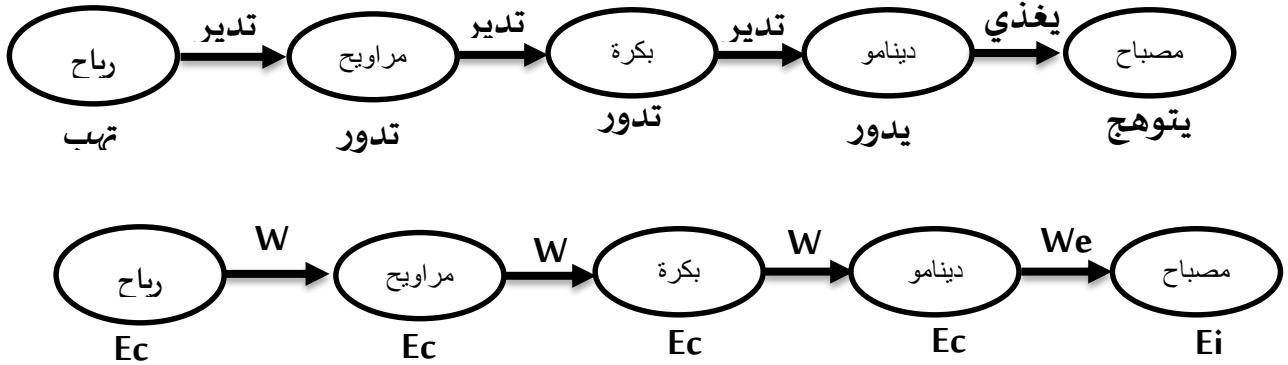 تدير تدير تدير يغذي
رياح مراويح بكرة دينامو مصباح
تهب تدور تدور يدور يتوهج
W W W We
رياح مراويح بكرة دينامو مصباح
Ec Ec Ec Ec Ei